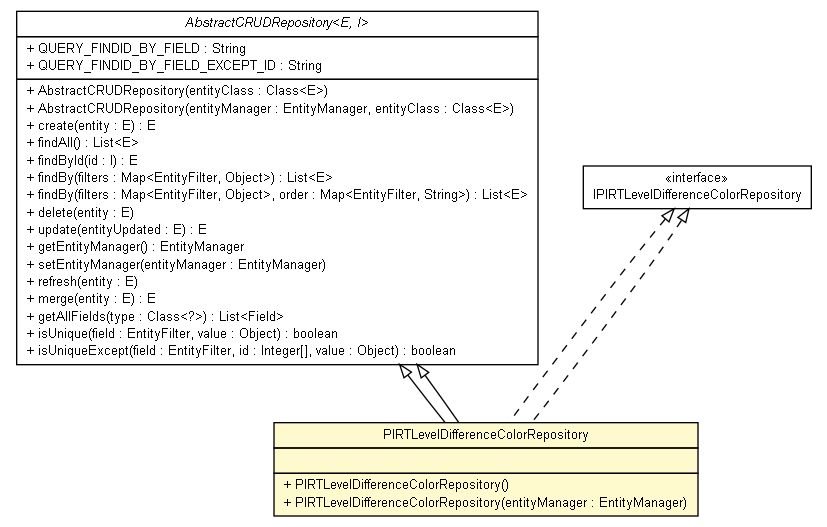 AbstractCRUDRepository<E, I>
+ QUERY_FINDID_BY_FIELD : String
+ QUERY_FINDID_BY_FIELD_EXCEPT_ID : String
+ AbstractCRUDRepository(entityClass : Class<E>)
+ AbstractCRUDRepository(entityManager : EntityManager, entityClass : Class<E>)
+ create(entity : E) : E
+ findAll() : List<E>
+ findById(id : I) : E
+ findBy(filters : Map<EntityFilter, Object>) : List<E>
+ findBy(filters : Map<EntityFilter, Object>, order : Map<EntityFilter, String>) : List<E>
+ delete(entity : E)
+ update(entityUpdated : E) : E
+ getEntityManager() : EntityManager
+ setEntityManager(entityManager : EntityManager)
+ refresh(entity : E)
+ merge(entity : E) : E
+ getAllFields(type : Class<?>) : List<Field>
+ isUnique(field : EntityFilter, value : Object) : boolean
+ isUniqueExcept(field : EntityFilter, id : Integer[], value : Object) : boolean
«interface»
IPIRTLevelDifferenceColorRepository
PIRTLevelDifferenceColorRepository
+ PIRTLevelDifferenceColorRepository()
+ PIRTLevelDifferenceColorRepository(entityManager : EntityManager)